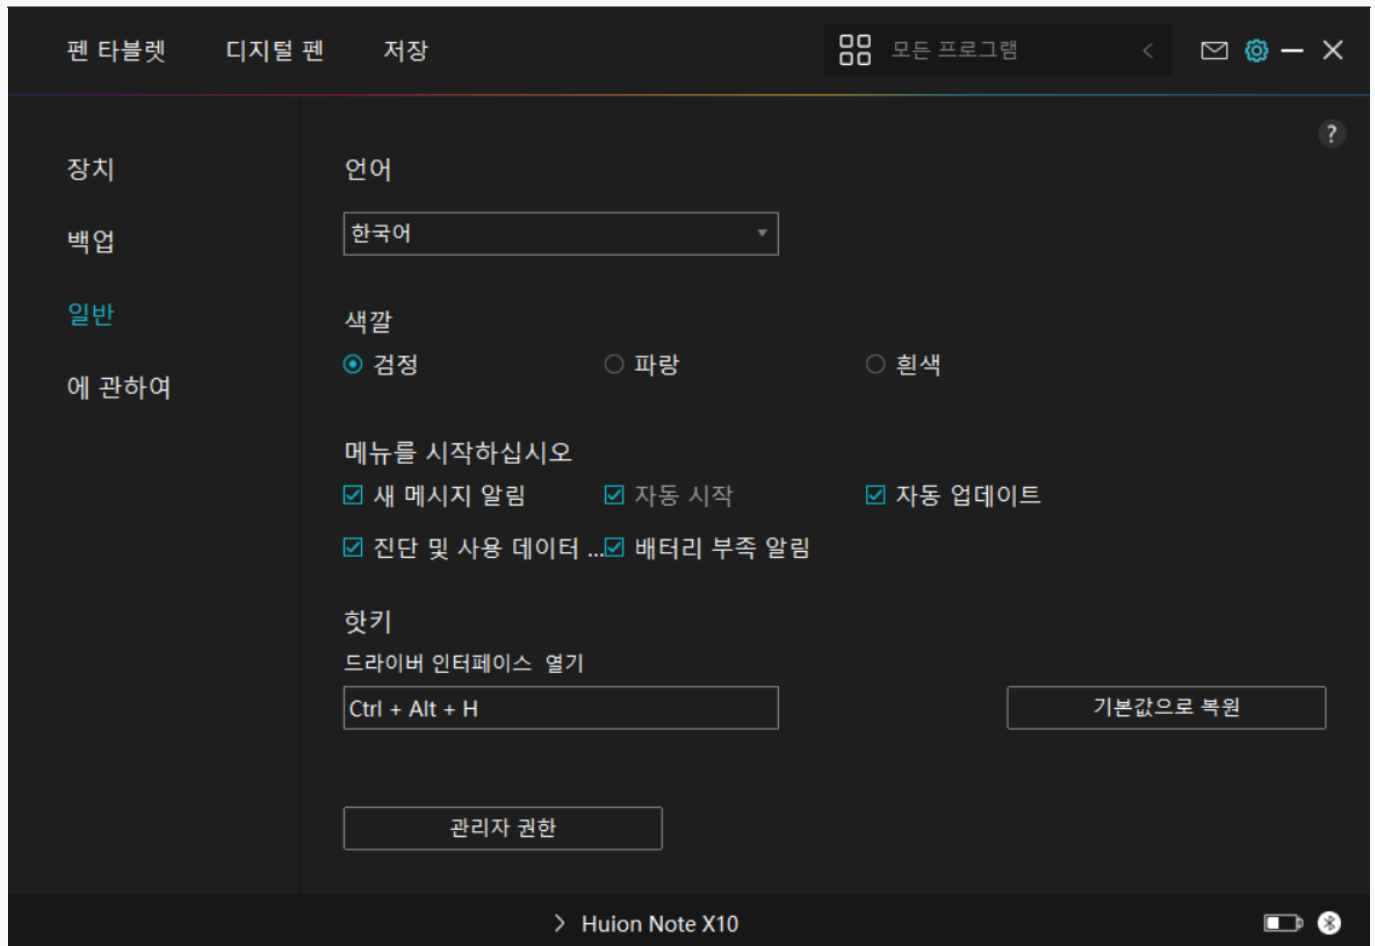 펜 타블렛 디지털 펜 저장 모든 프로그램
?
장치
백업
일반
에 관하여
언어
한국어
색깔
검정 파랑 흰색
메뉴를 시작하십시오
새 메시지 알림 자동 시작 자동 업데이트
진단 및 사용 데이터 ... 배터리 부족 알림
핫키
드라이버 인터페이스 열기
Ctrl + Alt + H 기본값으로 복원
관리자 권한
Huion Note X10